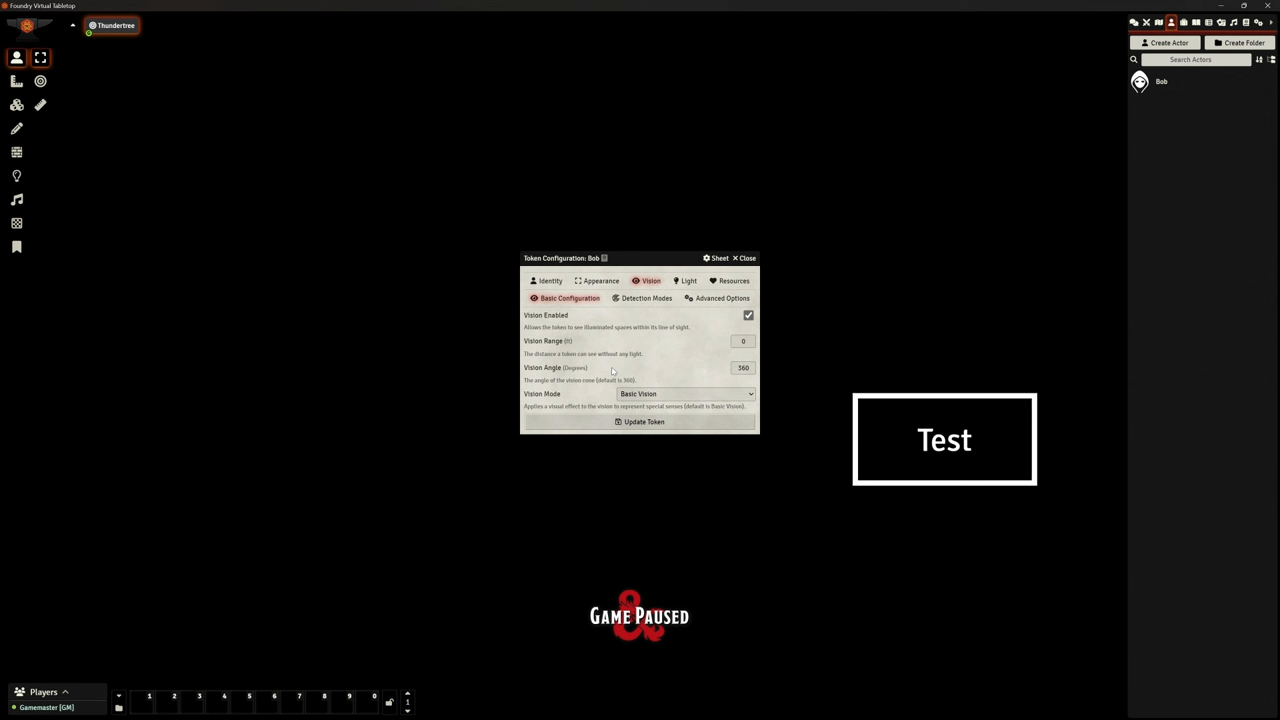 Foundry Virtual Tabletop
Thundertree
Create Actor
Create Folder
Search Actors
Bob
Token Configuration: Bob
Sheet
Close
Identity
Appearance
Vision
Light
Resources
Basic Configuration
Detection Modes
Advanced Options
Vision Enabled
Allows the token to see illuminated spaces within its line of sight.
Vision Range (ft)
0
The distance a token can see without any light.
Vision Angle (Degrees)
360
The angle of the vision cone (default is 360).
Vision Mode
Basic Vision
Applies a visual effect to the vision to represent special senses (default is Basic Vision).
Update Token
Test
Game Paused
Players
Gamemaster [GM]
1 2 3 4 5 6 7 8 9 0
1